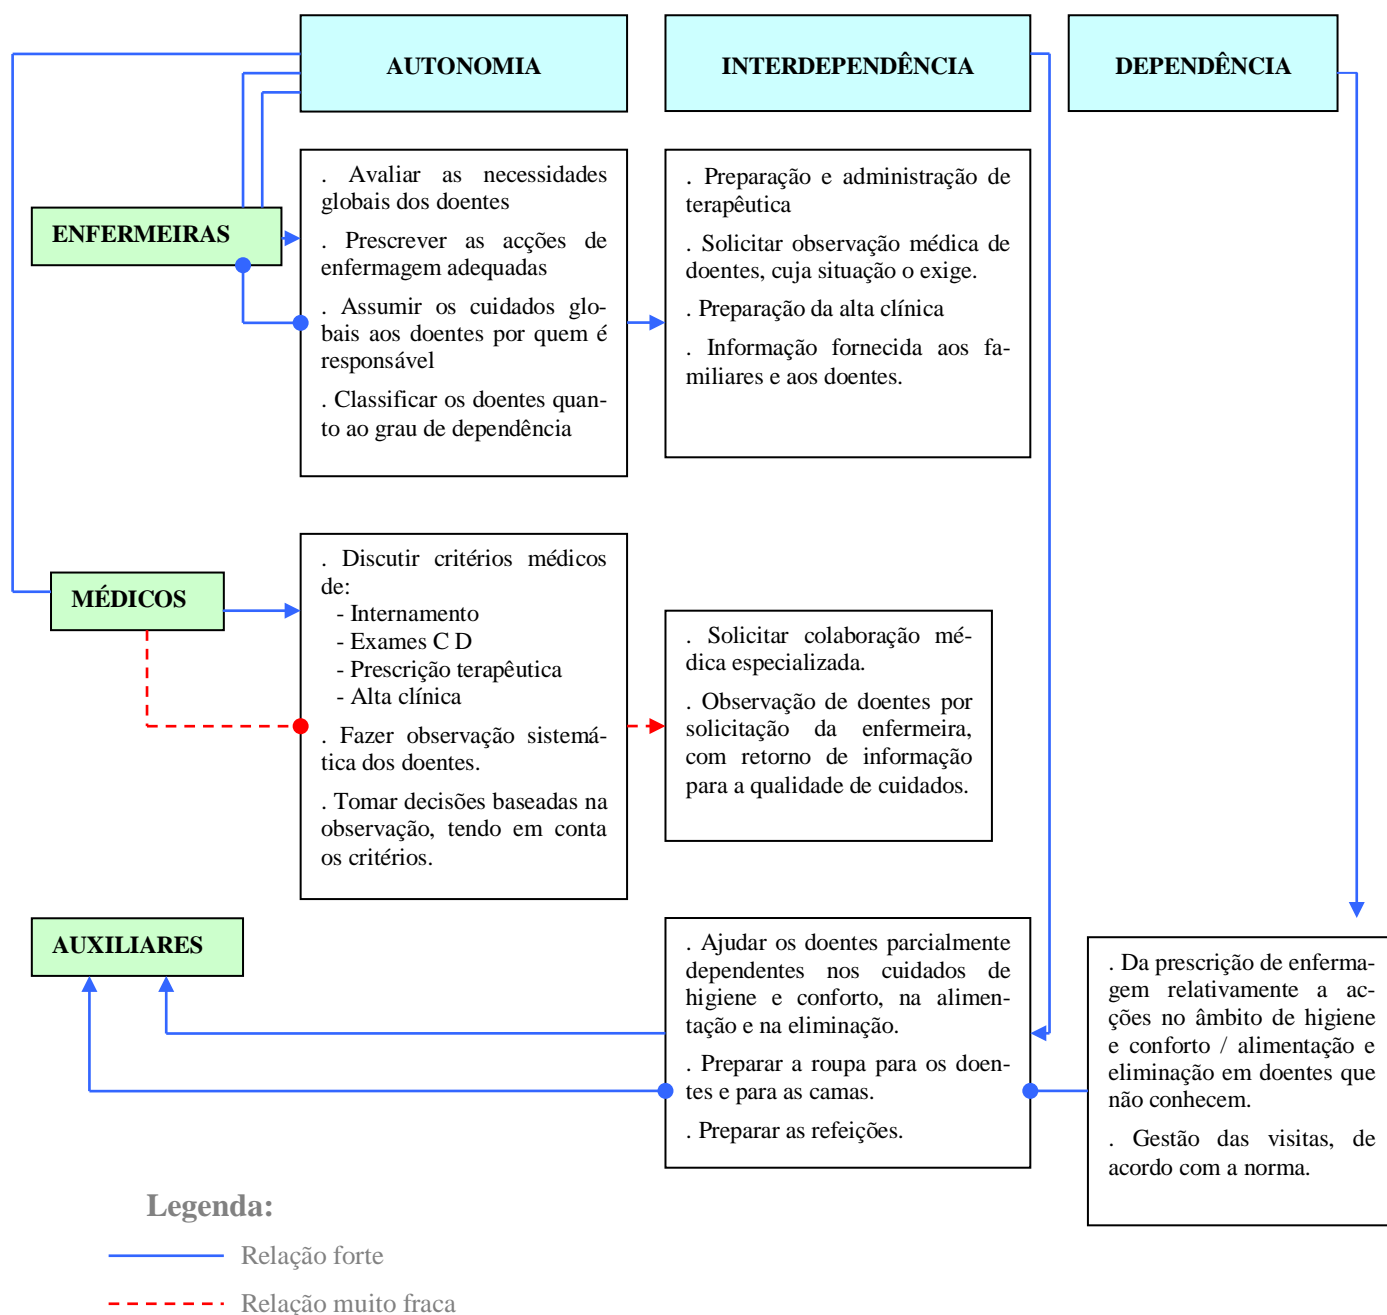 AUTONOMIA
INTERDEPENDÊNCIA
DEPENDÊNCIA
ENFERMEIRAS
. Avaliar as necessidades
globais dos doentes
. Prescrever as acções de
enfermagem adequadas
. Assumir os cuidados glo-
bais aos doentes por quem é
responsável
. Classificar os doentes quan-
to ao grau de dependência
. Preparação e administração de
terapêutica
. Solicitar observação médica de
doentes, cuja situação o exige.
. Preparação da alta clínica
. Informação fornecida aos fa-
miliares e aos doentes.
MÉDICOS
. Discutir critérios médicos
de:
- Internamento
- Exames C D
- Prescrição terapêutica
- Alta clínica
. Fazer observação sistemá-
tica dos doentes.
. Tomar decisões baseadas na
observação, tendo em conta
os critérios.
. Solicitar colaboração mé-
dica especializada.
. Observação de doentes por
solicitação da enfermeira,
com retorno de informação
para a qualidade de cuidados.
AUXILIARES
. Ajudar os doentes parcialmente
dependentes nos cuidados de
higiene e conforto, na alimen-
tação e na eliminação.
. Preparar a roupa para os doen-
tes e para as camas.
. Preparar as refeições.
. Da prescrição de enferma-
gem relativamente a ac-
ções no âmbito de higiene
e conforto / alimentação e
eliminação em doentes que
não conhecem.
. Gestão das visitas, de
acordo com a norma.
Legenda:
Relação forte
Relação muito fraca